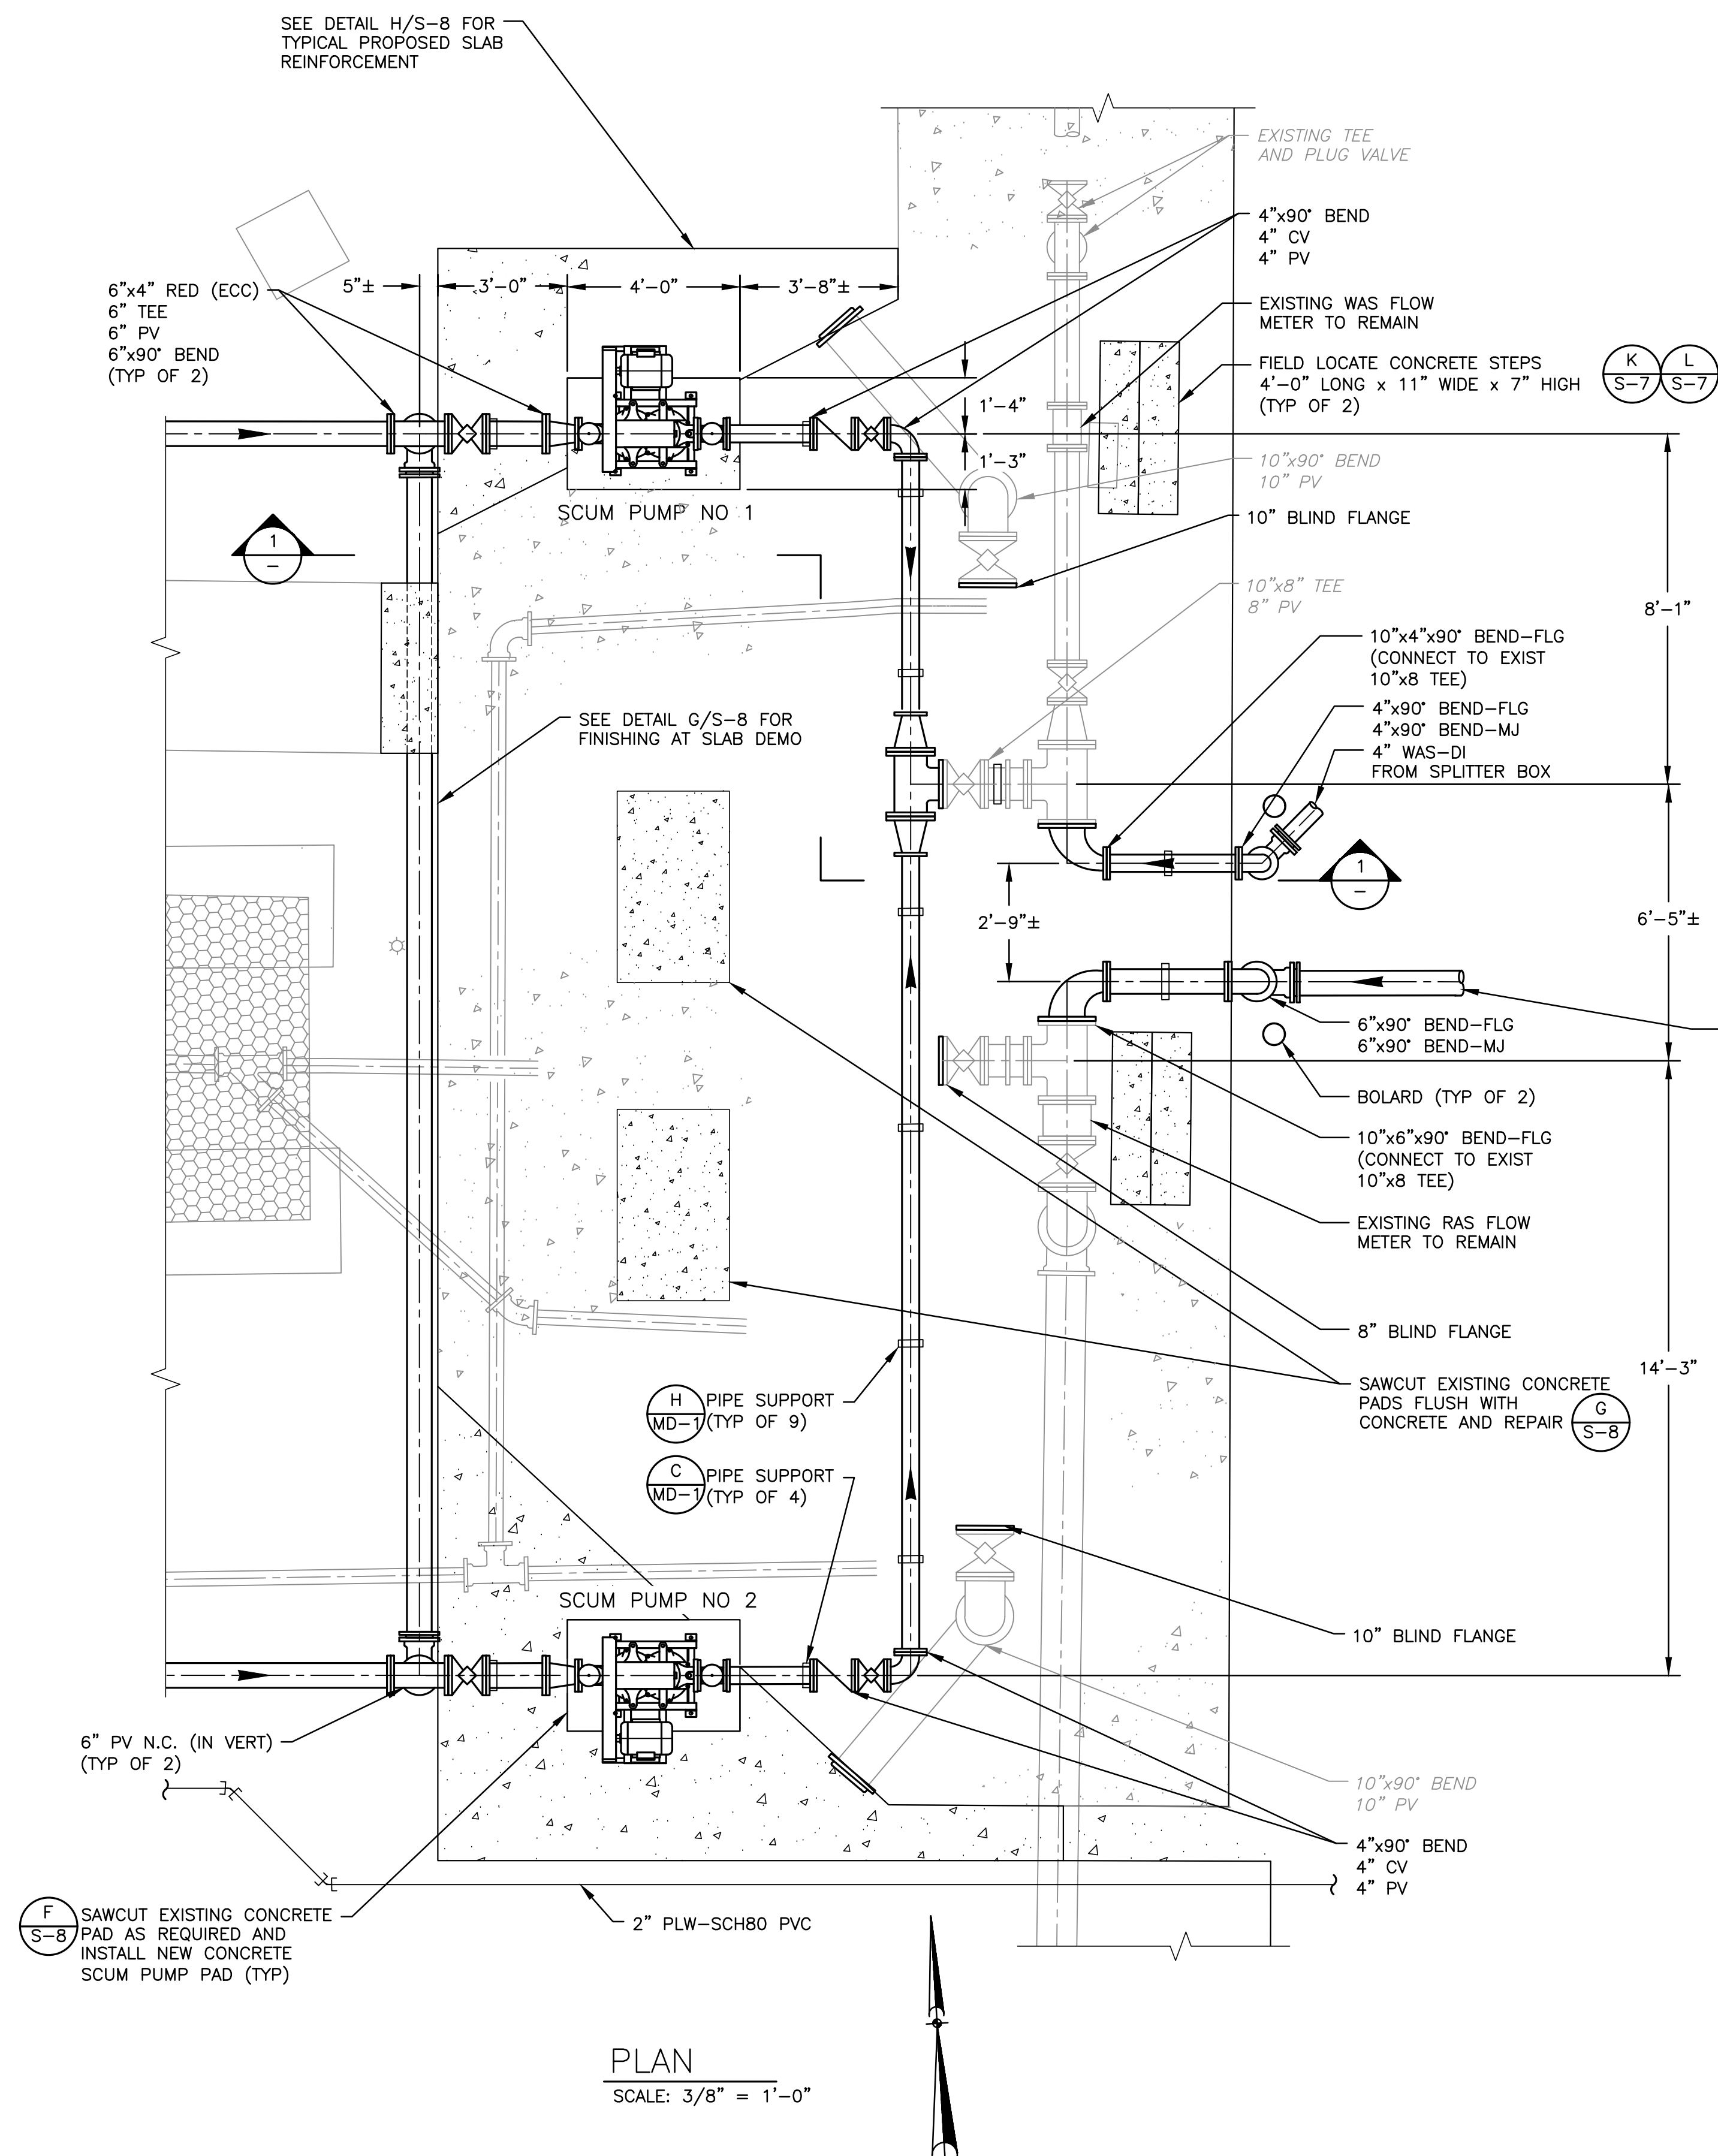 SEE DETAIL H/S-8 FOR
TYPICAL PROPOSED SLAB
REINFORCEMENT
EXISTING TEE
AND PLUG VALVE
4"x90° BEND
4" CV
4" PV
6"x4" RED (ECC)
6" TEE
6" PV
6"x90° BEND
(TYP OF 2)
5"±
3'-0"
4'-0"
3'-8"±
EXISTING WAS FLOW
METER TO REMAIN
FIELD LOCATE CONCRETE STEPS
4'-0" LONG x 11" WIDE x 7" HIGH
(TYP OF 2)
K
S-7
L
S-7
1'-4"
1'-3"
10"x90° BEND
10" PV
SCUM PUMP NO 1
10" BLIND FLANGE
1
-
10"x8" TEE
8" PV
8'-1"
10"x4"x90° BEND-FLG
(CONNECT TO EXIST
10"x8 TEE)
4"x90° BEND-FLG
4"x90° BEND-MJ
4" WAS-DI
FROM SPLITTER BOX
SEE DETAIL G/S-8 FOR
FINISHING AT SLAB DEMO
1
-
2'-9"±
6'-5"±
6"x90° BEND-FLG
6"x90° BEND-MJ
BOLARD (TYP OF 2)
10"x6"x90° BEND-FLG
(CONNECT TO EXIST
10"x8 TEE)
EXISTING RAS FLOW
METER TO REMAIN
8" BLIND FLANGE
14'-3"
SAWCUT EXISTING CONCRETE
PADS FLUSH WITH
CONCRETE AND REPAIR
G
S-8
H
MD-1
PIPE SUPPORT
(TYP OF 9)
C
MD-1
PIPE SUPPORT
(TYP OF 4)
SCUM PUMP NO 2
10" BLIND FLANGE
6" PV N.C. (IN VERT)
(TYP OF 2)
10"x90° BEND
10" PV
4"x90° BEND
4" CV
4" PV
F
S-8
SAWCUT EXISTING CONCRETE
PAD AS REQUIRED AND
INSTALL NEW CONCRETE
SCUM PUMP PAD (TYP)
2" PLW-SCH80 PVC
PLAN
SCALE: 3/8" = 1'-0"